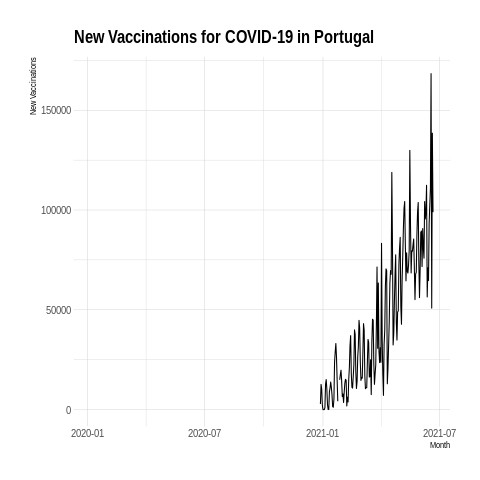 New Vaccinations for COVID-19 in Portugal
New Vaccinations
150000
100000
50000
0
2020-01 2020-07 2021-01 2021-07
Month